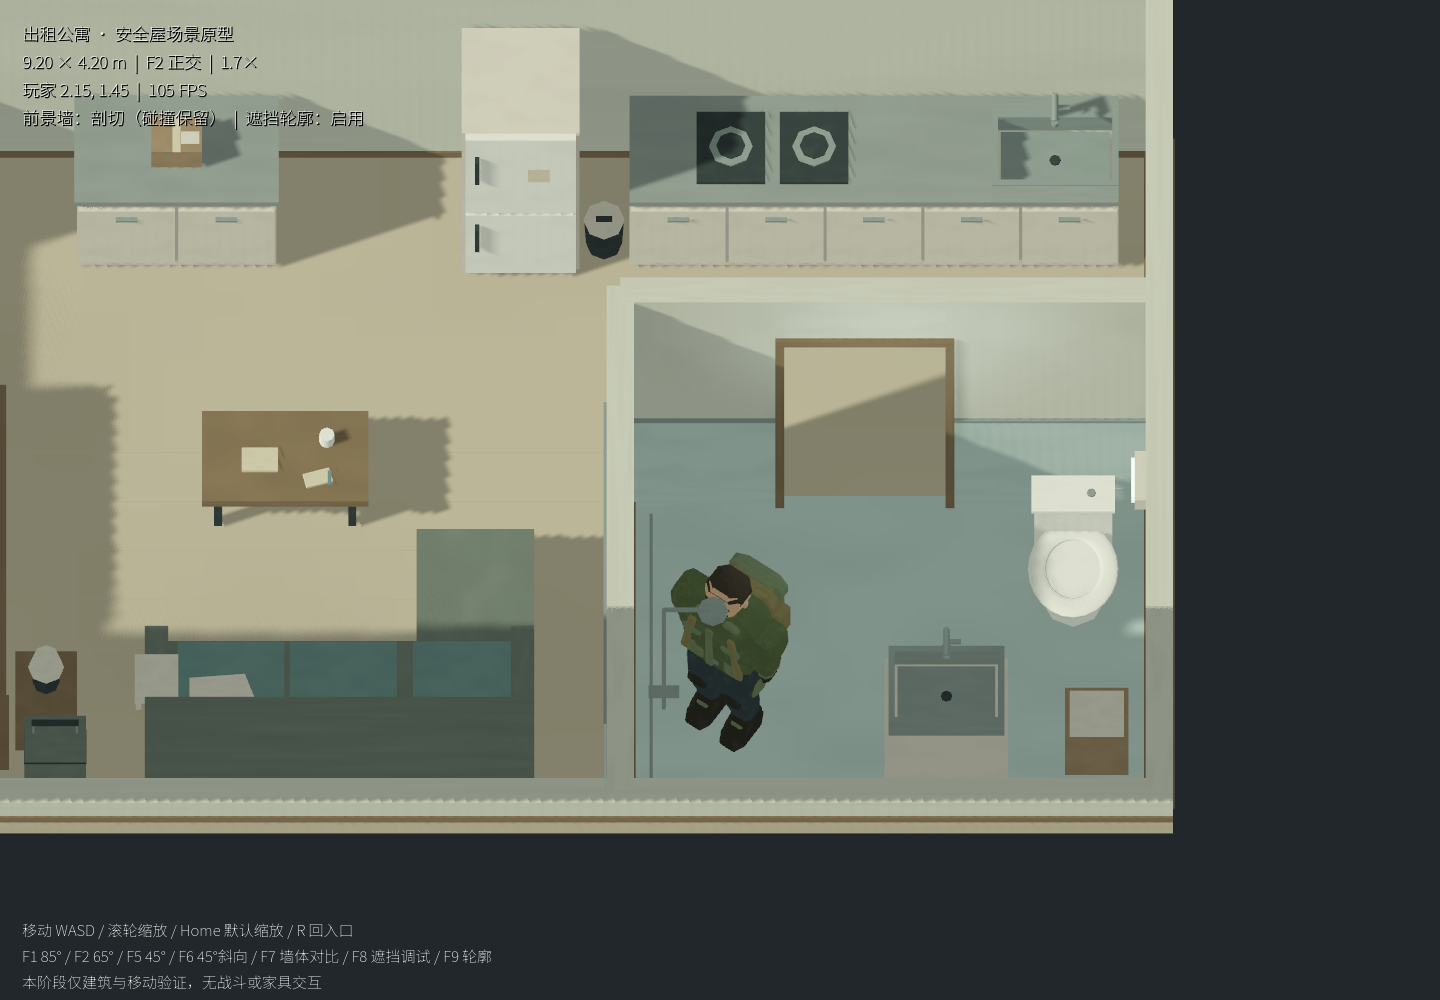 出租公寓 · 安全屋场景原型
9.20 × 4.20 m | F2 正交 | 1.7×
玩家 2.15, 1.45 | 105 FPS
前景墙：剖切（碰撞保留） | 遮挡轮廓：启用
移动 WASD / 滚轮缩放 / Home 默认缩放 / R 回入口
F1 85° / F2 65° / F5 45° / F6 45°斜向 / F7 墙体对比 / F8 遮挡调试 / F9 轮廓
本阶段仅建筑与移动验证，无战斗或家具交互